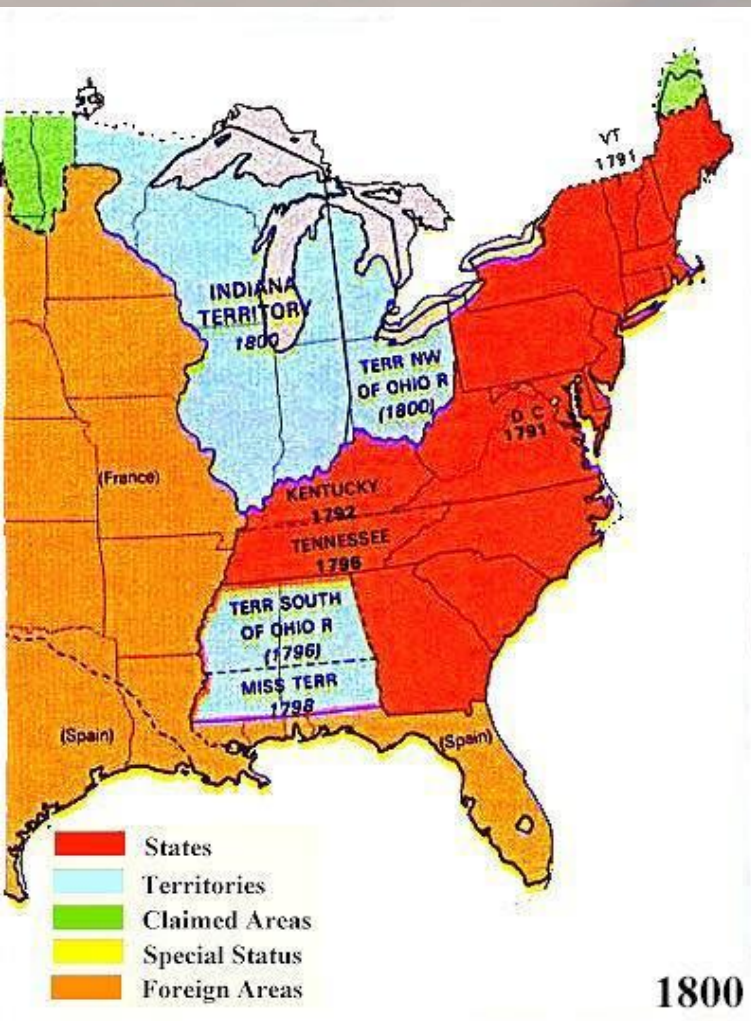 VT
1791
INDIANA
TERRITORY
1800
TERR NW
OF OHIO R
(1800)
D C
1791
(France)
KENTUCKY
1792
TENNESSEE
1796
TERR SOUTH
OF OHIO R
(1796)
MISS TERR
1798
(Spain)
(Spain)
States
Territories
Claimed Areas
Special Status
Foreign Areas
1800